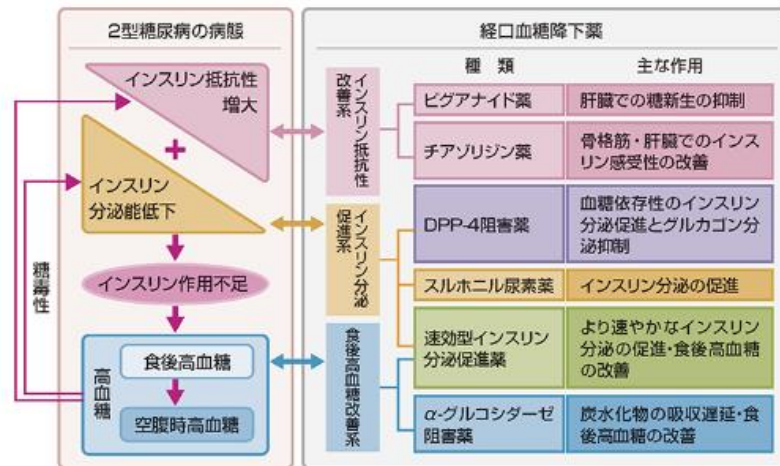 2型糖尿病の病態
インスリン抵抗性
増大
+
インスリン
分泌能低下
インスリン作用不足
糖毒性
高血糖
食後高血糖
空腹時高血糖
経口血糖降下薬
種類
主な作用
インスリン抵抗性
改善系
ビグアナイド薬
肝臓での糖新生の抑制
チアゾリジン薬
骨格筋・肝臓でのインス
リン感受性の改善
インスリン分泌
促進系
DPP-4阻害薬
血糖依存性のインスリン
分泌促進とグルカゴン分
泌抑制
スルホニル尿素薬
インスリン分泌の促進
食後高血糖改善系
速効型インスリン
分泌促進薬
より速やかなインスリン
分泌の促進・食後高血糖
の改善
α-グルコシダーゼ
阻害薬
炭水化物の吸収遅延・食
後高血糖の改善